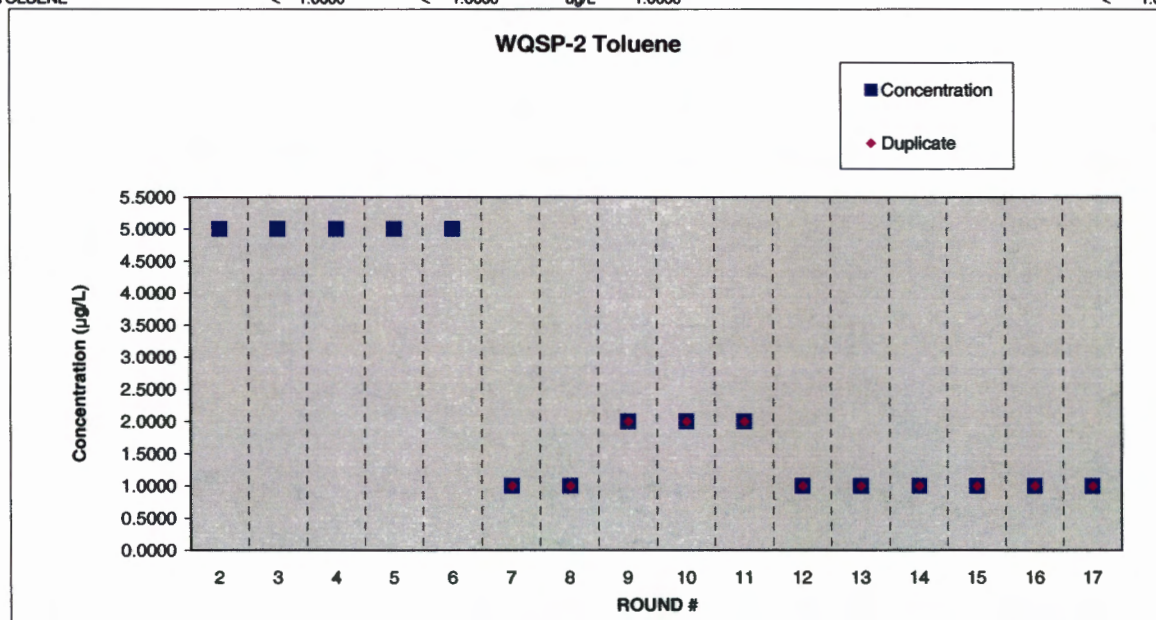 WQSP-2 Toluene
Concentration
Duplicate
Concentration (µg/L)
5.5000
5.0000
4.5000
4.0000
3.5000
3.0000
2.5000
2.0000
1.5000
1.0000
0.5000
0.0000
2 3 4 5 6 7 8 9 10 11 12 13 14 15 16 17
ROUND #